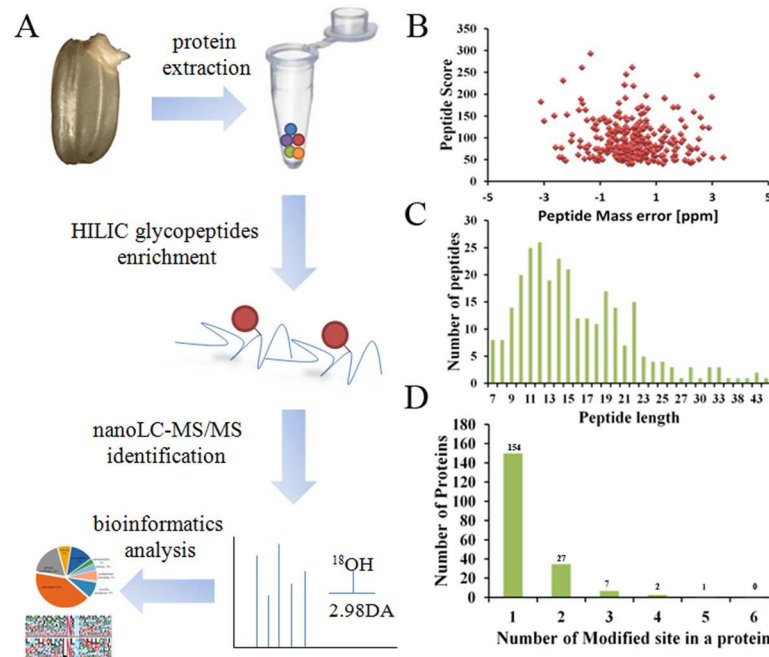 A
protein
extraction
HILIC glycopeptides
enrichment
nanoLC-MS/MS
identification
bioinformatics
analysis
18OH
2.98DA
B
Peptide Score
350
300
250
200
150
100
50
0
-5 -3 -1 1 3 5
Peptide Mass error [ppm]
C
Number of peptides
30
25
20
15
10
5
0
7 9 11 13 15 17 19 21 23 25 27 30 33 38 43
Peptide length
D
Number of Proteins
180
160
140
120
100
80
60
40
20
0
154
27
7
2
1
0
1 2 3 4 5 6
Number of Modified site in a protein